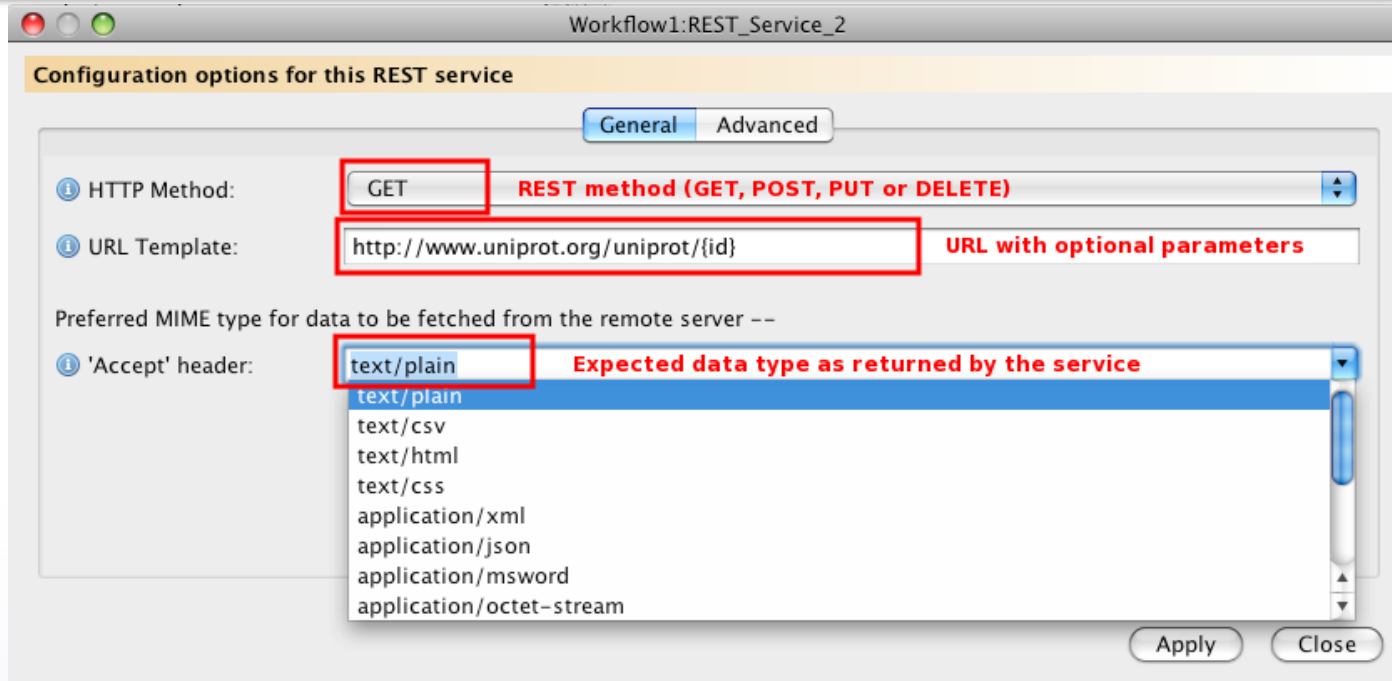 Workflow1:REST_Service_2
Configuration options for this REST service
General Advanced
HTTP Method: GET REST method (GET, POST, PUT or DELETE)
URL Template: http://www.uniprot.org/uniprot/{id} URL with optional parameters
Preferred MIME type for data to be fetched from the remote server --
'Accept' header: text/plain Expected data type as returned by the service
text/plain
text/csv
text/html
text/css
application/xml
application/json
application/msword
application/octet-stream
Apply Close